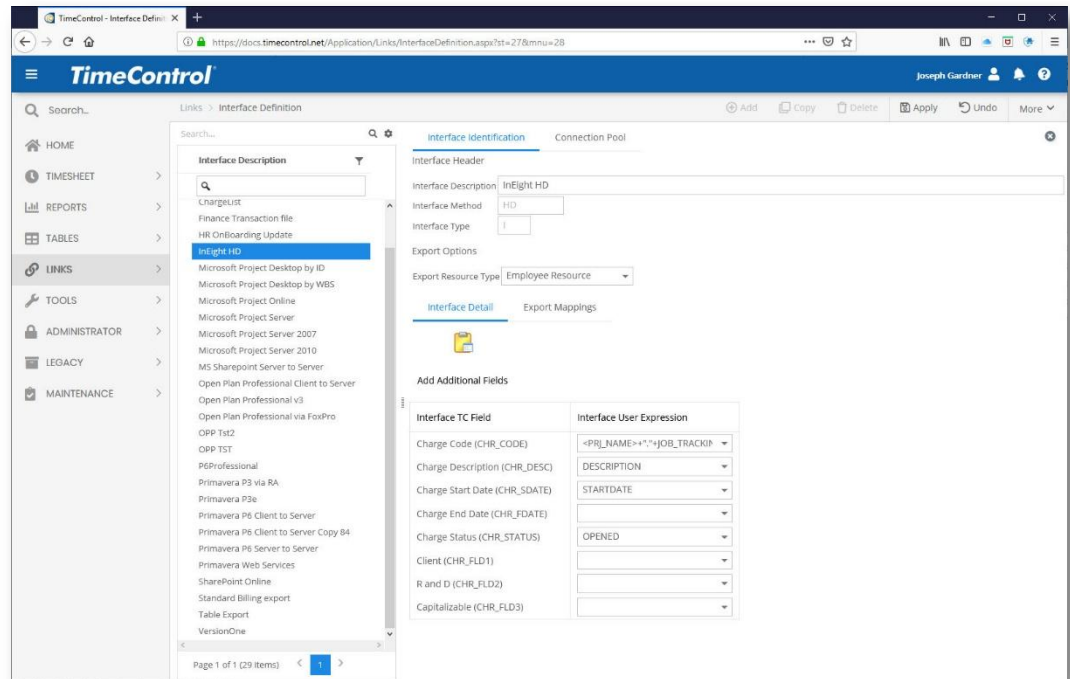 TimeControl - Interface Definit
https://docs.timecontrol.net/Application/Links/InterfaceDefinition.aspx?st=27&mnu=28
TimeControl
Joseph Gardner
Search...
Links > Interface Definition
Add
Copy
Delete
Apply
Undo
More
HOME
TIMESHEET
REPORTS
TABLES
LINKS
TOOLS
ADMINISTRATOR
LEGACY
MAINTENANCE
Search...
Interface Description
ChargeList
Finance Transaction file
HR OnBoarding Update
InEight HD
Microsoft Project Desktop by ID
Microsoft Project Desktop by WBS
Microsoft Project Online
Microsoft Project Server
Microsoft Project Server 2007
Microsoft Project Server 2010
MS Sharepoint Server to Server
Open Plan Professional Client to Server
Open Plan Professional v3
Open Plan Professional via FoxPro
OPP Tst2
OPP TST
P6Professional
Primavera P3 via RA
Primavera P3e
Primavera P6 Client to Server
Primavera P6 Client to Server Copy 84
Primavera P6 Server to Server
Primavera Web Services
SharePoint Online
Standard Billing export
Table Export
VersionOne
Page 1 of 1 (29 items) < 1 >
Interface Identification
Connection Pool
Interface Header
Interface Description InEight HD
Interface Method HD
Interface Type I
Export Options
Export Resource Type Employee Resource
Interface Detail
Export Mappings
Add Additional Fields
Interface TC Field Interface User Expression
Charge Code (CHR_CODE) <PRJ_NAME>+"."+JOB_TRACKIN
Charge Description (CHR_DESC) DESCRIPTION
Charge Start Date (CHR_SDATE) STARTDATE
Charge End Date (CHR_FDATE)
Charge Status (CHR_STATUS) OPENED
Client (CHR_FLD1)
R and D (CHR_FLD2)
Capitalizable (CHR_FLD3)